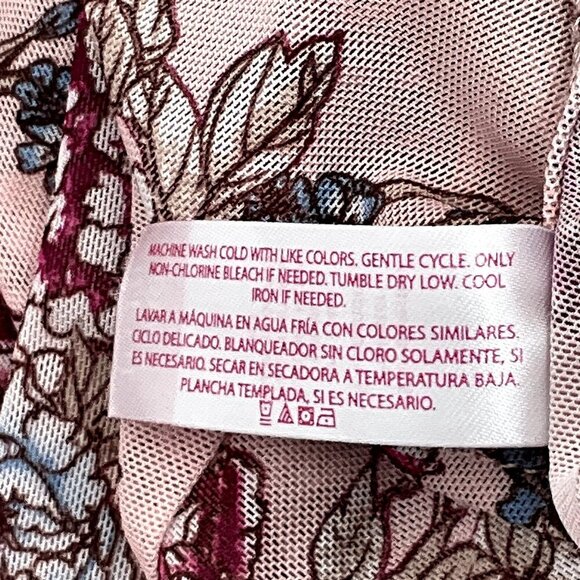 MACHINE WASH COLD WITH LIKE COLORS. GENTLE CYCLE. ONLY
NON-CHLORINE BLEACH IF NEEDED. TUMBLE DRY LOW. COOL
IRON IF NEEDED.
LAVAR A MÁQUINA EN AGUA FRÍA CON COLORES SIMILARES.
CICLO DELICADO. BLANQUEADOR SIN CLORO SOLAMENTE, SI
ES NECESARIO. SECAR EN SECADORA A TEMPERATURA BAJA.
PLANCHA TEMPLADA, SI ES NECESARIO.